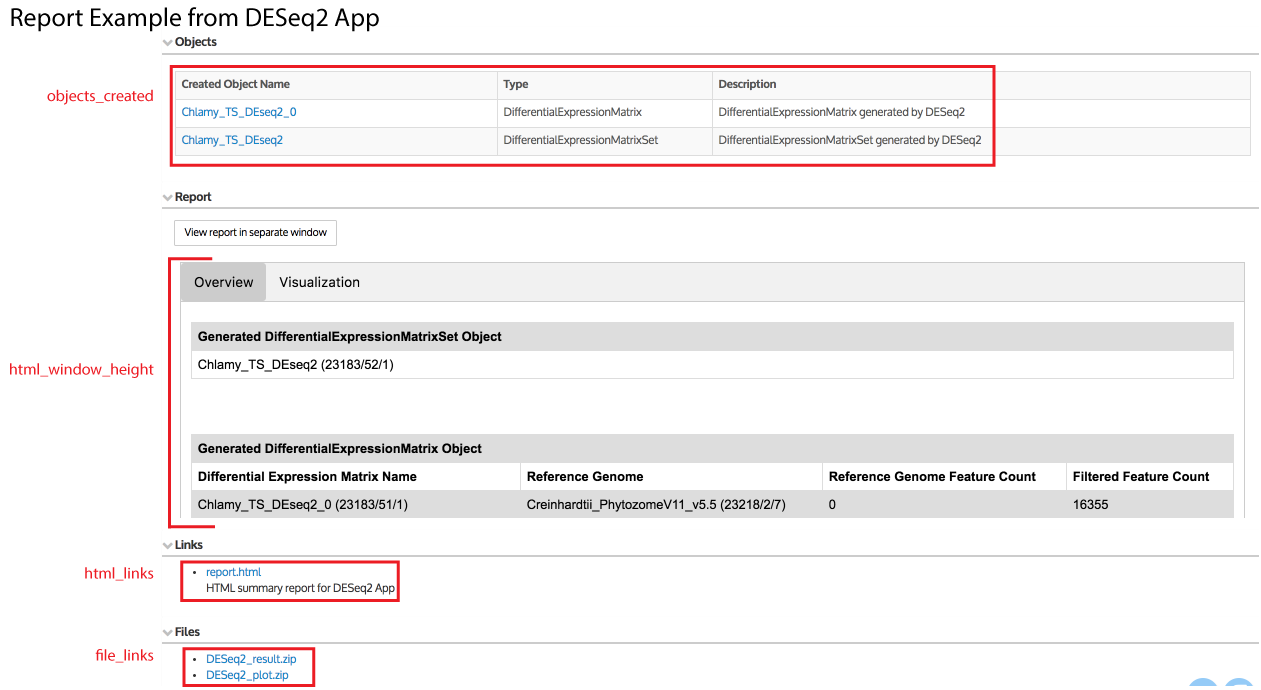 Report Example from DESeq2 App
Objects
objects_created
Created Object Name Type Description
Chlamy_TS_DEseq2_0 DifferentialExpressionMatrix DifferentialExpressionMatrix generated by DESeq2
Chlamy_TS_DEseq2 DifferentialExpressionMatrixSet DifferentialExpressionMatrixSet generated by DESeq2
Report
View report in separate window
Overview Visualization
Generated DifferentialExpressionMatrixSet Object
Chlamy_TS_DEseq2 (23183/52/1)
html_window_height
Generated DifferentialExpressionMatrix Object
Differential Expression Matrix Name Reference Genome Reference Genome Feature Count Filtered Feature Count
Chlamy_TS_DEseq2_0 (23183/51/1) Creinhardtii_PhytozomeV11_v5.5 (23218/2/7) 0 16355
Links
html_links
• report.html
HTML summary report for DESeq2 App
Files
file_links
• DESeq2_result.zip
• DESeq2_plot.zip